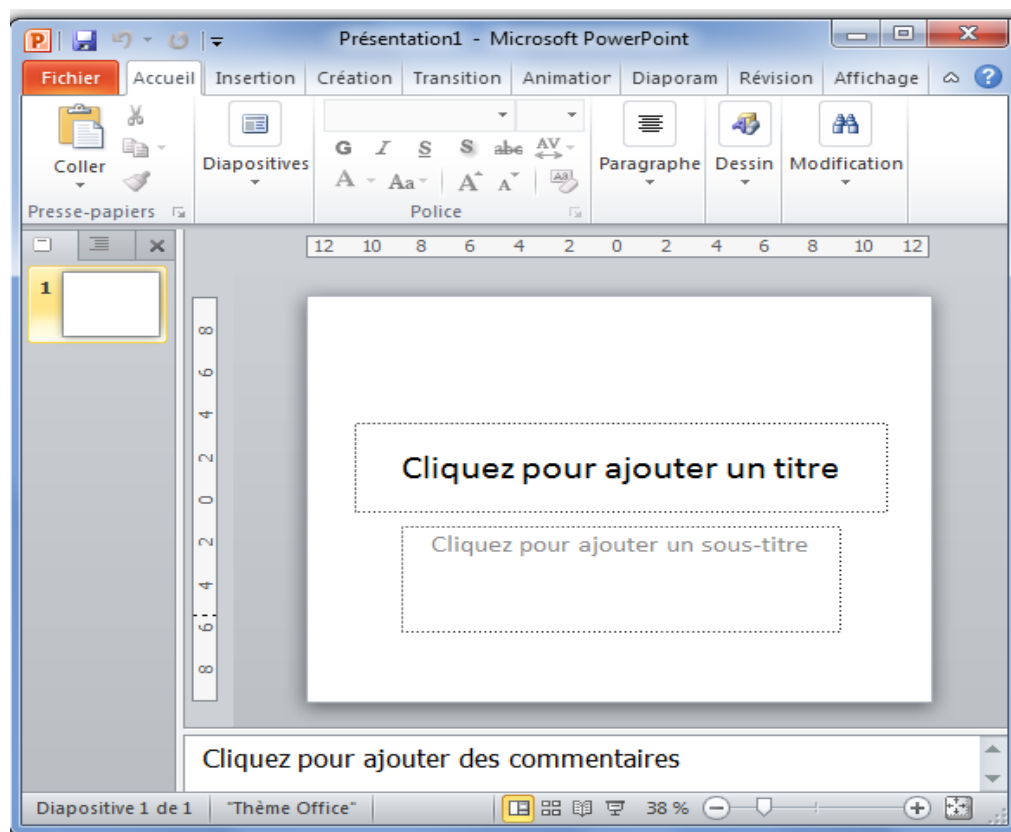 Présentation1 - Microsoft PowerPoint
Fichier Accueil Insertion Création Transition Animation Diaporam Révision Affichage
Coller
Diapositives
G I S S abc AV
A Aa A A
Paragraphe Dessin Modification
Presse-papiers Police
12 10 8 6 4 2 0 2 4 6 8 10 12
1
8
6
4
2
0
2
4
6
8
Cliquez pour ajouter un titre
Cliquez pour ajouter un sous-titre
Cliquez pour ajouter des commentaires
Diapositive 1 de 1 "Thème Office" 38 %